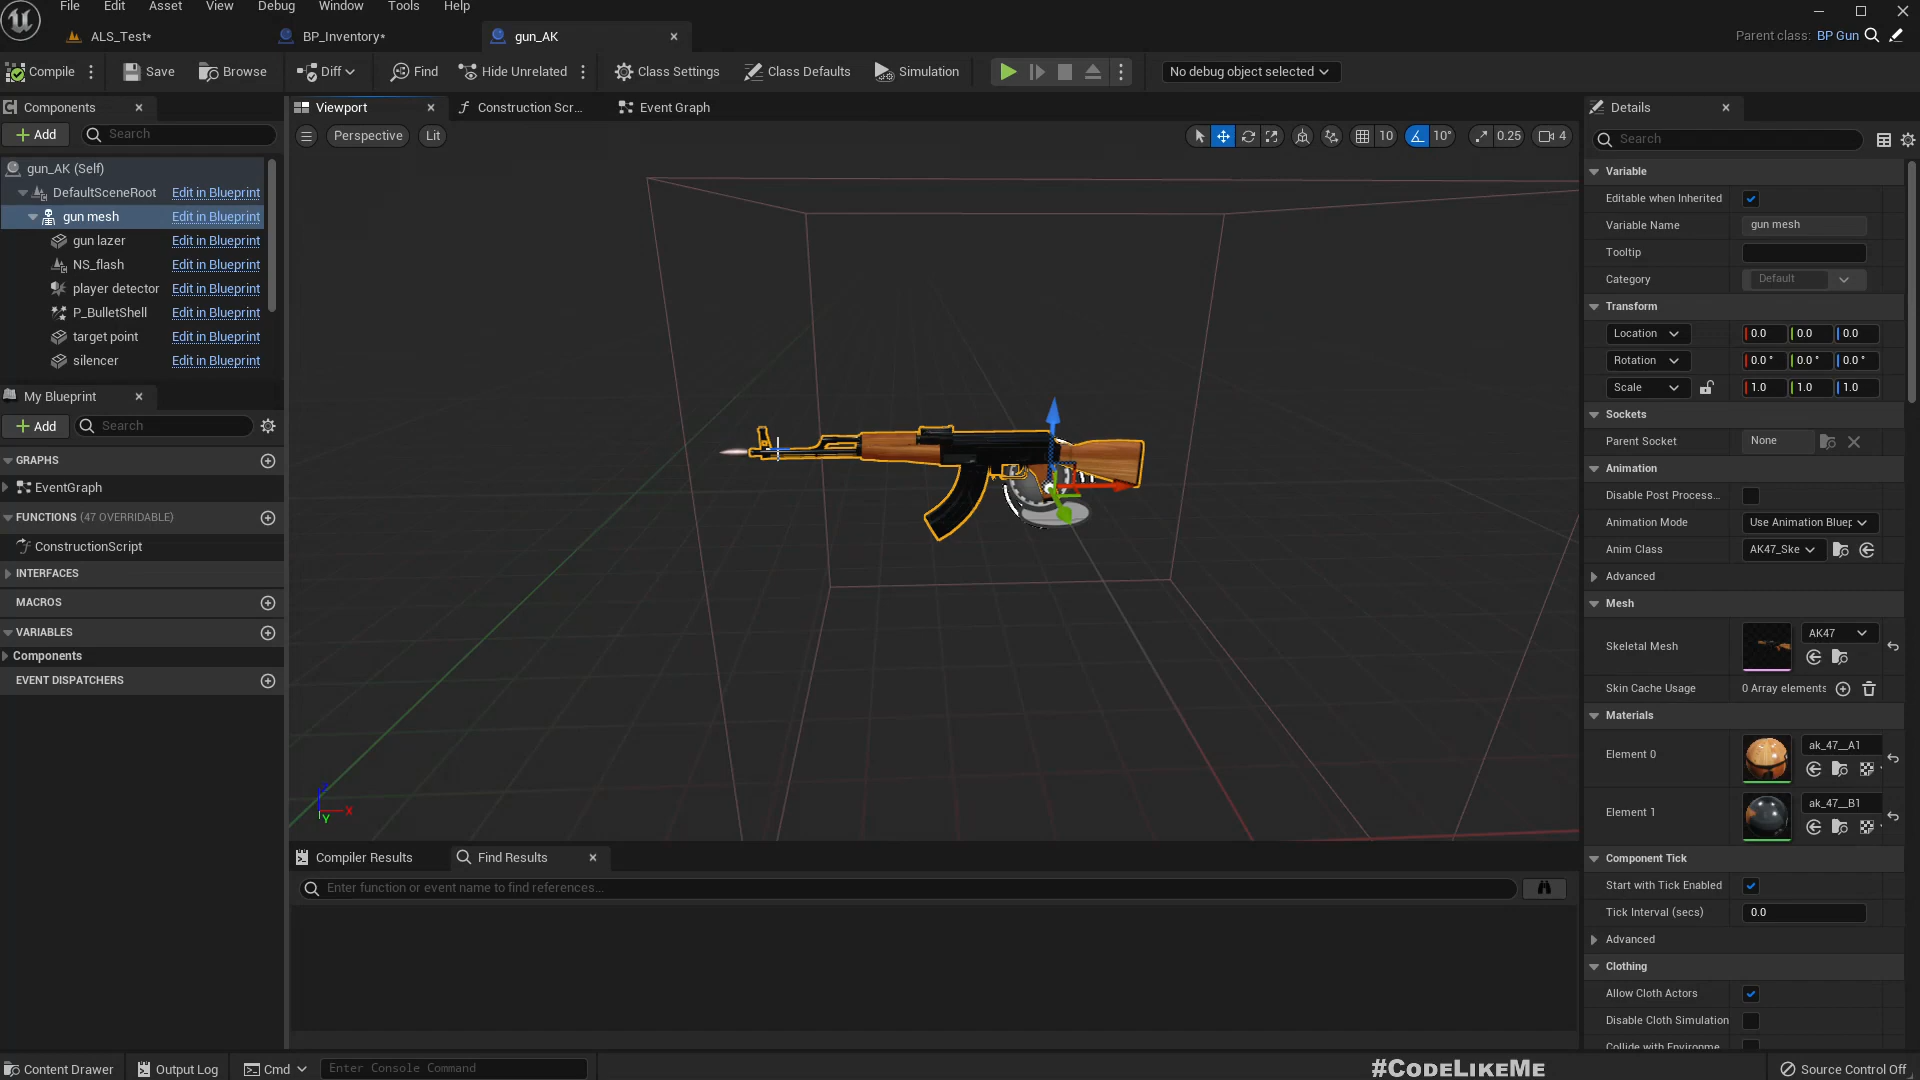 File Edit Asset View Debug Window Tools Help
ALS_Test* BP_Inventory* gun_AK Parent class: BP Gun
Compile Save Browse Diff Find Hide Unrelated Class Settings Class Defaults Simulation No debug object selected
Components Viewport Construction Scr... Event Graph Details
Add Search Perspective Lit 10 10° 0.25 4 Search
gun_AK (Self)
DefaultSceneRoot Edit in Blueprint
gun mesh Edit in Blueprint
gun lazer Edit in Blueprint
NS_flash Edit in Blueprint
player detector Edit in Blueprint
P_BulletShell Edit in Blueprint
target point Edit in Blueprint
silencer Edit in Blueprint
My Blueprint
Add Search
GRAPHS
EventGraph
FUNCTIONS (47 OVERRIDABLE)
ConstructionScript
INTERFACES
MACROS
VARIABLES
Components
EVENT DISPATCHERS
X
Y
Compiler Results Find Results
Enter function or event name to find references...
Variable
Editable when Inherited
Variable Name gun mesh
Tooltip
Category Default
Transform
Location 0.0 0.0 0.0
Rotation 0.0° 0.0° 0.0°
Scale 1.0 1.0 1.0
Sockets
Parent Socket None
Animation
Disable Post Process...
Animation Mode Use Animation Bluep
Anim Class AK47_Ske
Advanced
Mesh
Skeletal Mesh AK47
Skin Cache Usage 0 Array elements
Materials
Element 0 ak_47__A1
Element 1 ak_47__B1
Component Tick
Start with Tick Enabled
Tick Interval (secs) 0.0
Advanced
Clothing
Allow Cloth Actors
Disable Cloth Simulation
Collide with Environme
Content Drawer Output Log Cmd Enter Console Command #CODELIKEME Source Control Off